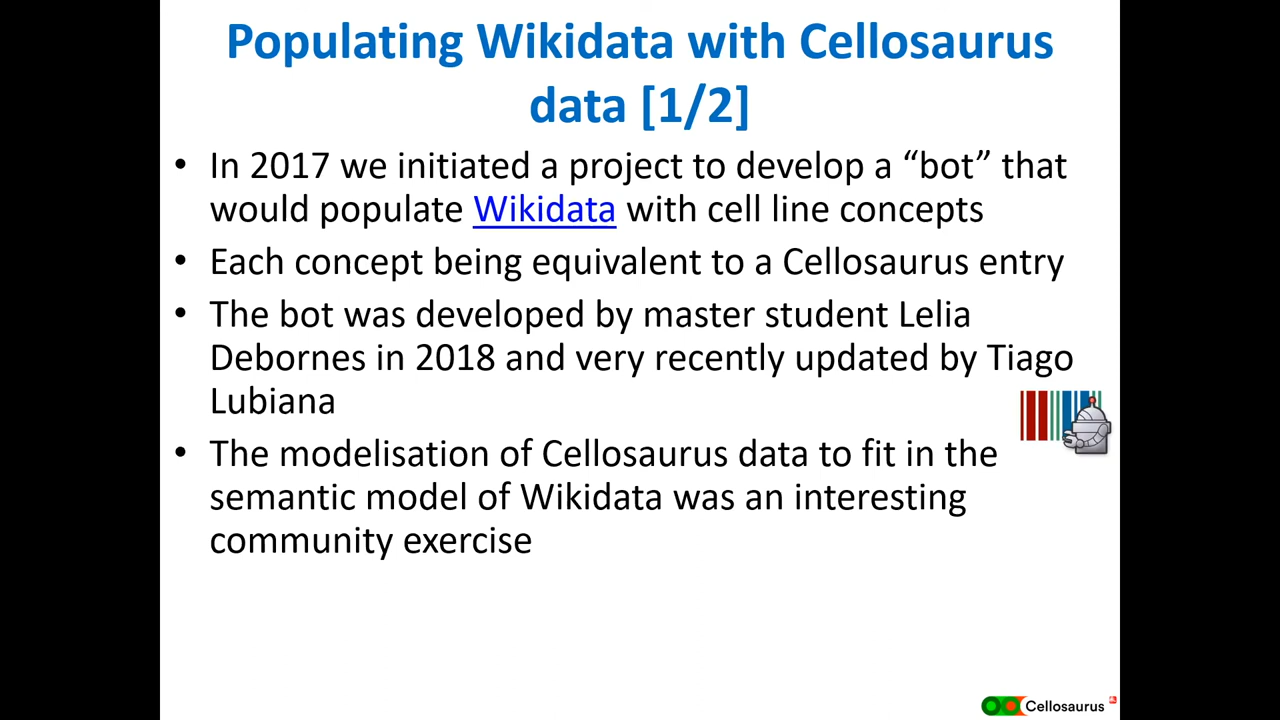 Populating Wikidata with Cellosaurus
data [1/2]
• In 2017 we initiated a project to develop a “bot” that
would populate Wikidata with cell line concepts
• Each concept being equivalent to a Cellosaurus entry
• The bot was developed by master student Lelia
Debornes in 2018 and very recently updated by Tiago
Lubiana
• The modelisation of Cellosaurus data to fit in the
semantic model of Wikidata was an interesting
community exercise
Cellosaurus